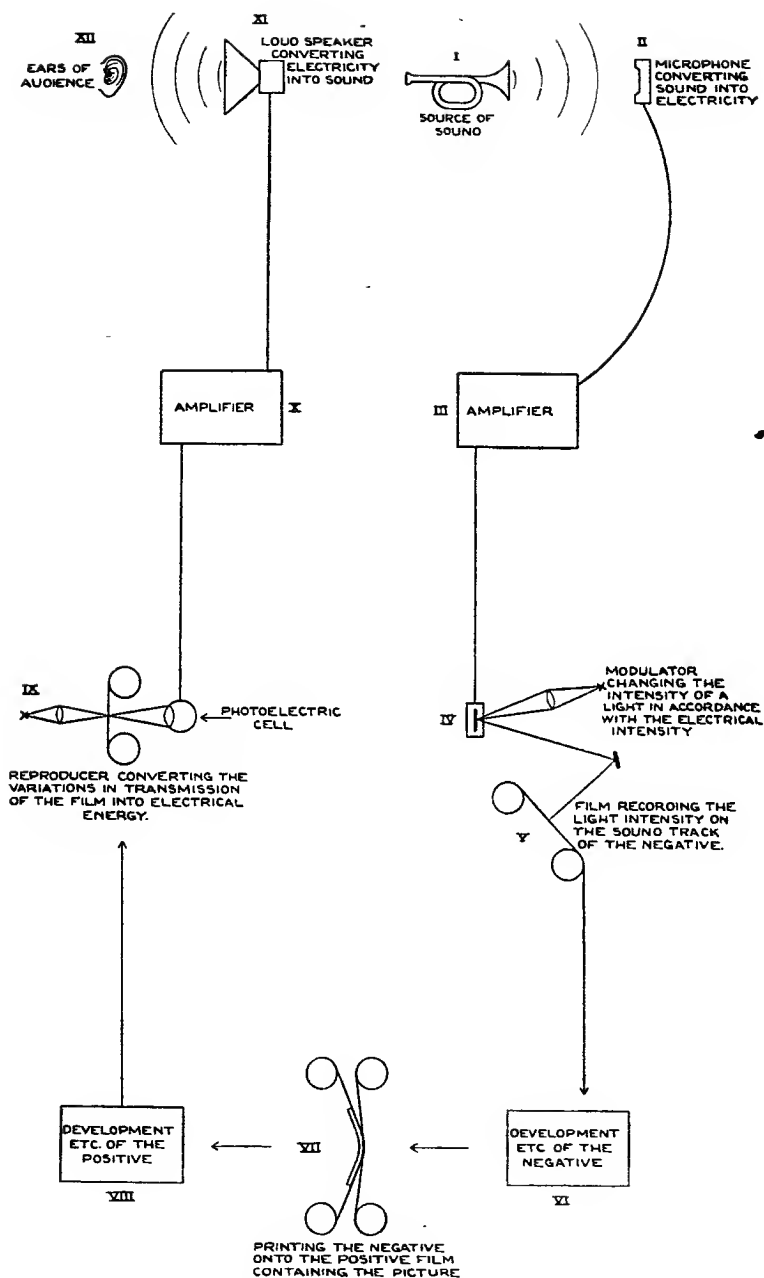 XII
EARS OF
AUDIENCE
XI
LOUD SPEAKER
CONVERTING
ELECTRICITY
INTO SOUND
I
SOURCE OF
SOUND
II
MICROPHONE
CONVERTING
SOUND INTO
ELECTRICITY
AMPLIFIER
X
III
AMPLIFIER
IX
PHOTOELECTRIC
CELL
REPRODUCER CONVERTING THE
VARIATIONS IN TRANSMISSION
OF THE FILM INTO ELECTRICAL
ENERGY.
IV
MODULATOR
CHANGING THE
INTENSITY OF A
LIGHT IN ACCORDANCE
WITH THE ELECTRICAL
INTENSITY
V
FILM RECORDING THE
LIGHT INTENSITY ON
THE SOUND TRACK
OF THE NEGATIVE.
DEVELOPMENT
ETC. OF THE
POSITIVE
VIII
VII
PRINTING THE NEGATIVE
ONTO THE POSITIVE FILM
CONTAINING THE PICTURE
DEVELOPMENT
ETC OF THE
NEGATIVE
VI